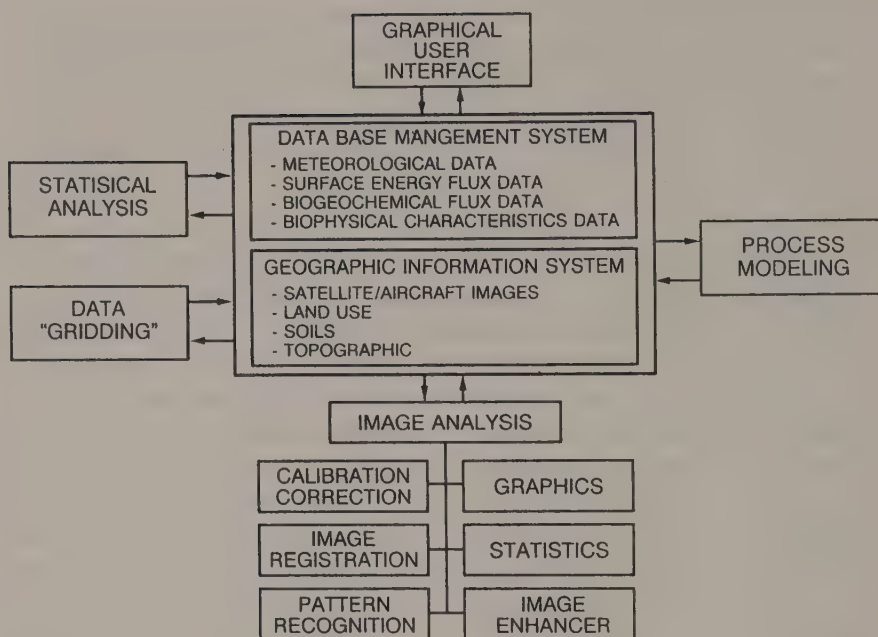 GRAPHICAL
USER
INTERFACE
DATA BASE MANGEMENT SYSTEM
- METEOROLOGICAL DATA
- SURFACE ENERGY FLUX DATA
- BIOGEOCHEMICAL FLUX DATA
- BIOPHYSICAL CHARACTERISTICS DATA
STATISICAL
ANALYSIS
PROCESS
MODELING
GEOGRAPHIC INFORMATION SYSTEM
- SATELLITE/AIRCRAFT IMAGES
- LAND USE
- SOILS
- TOPOGRAPHIC
DATA
"GRIDDING"
IMAGE ANALYSIS
CALIBRATION
CORRECTION
GRAPHICS
IMAGE
REGISTRATION
STATISTICS
PATTERN
RECOGNITION
IMAGE
ENHANCER